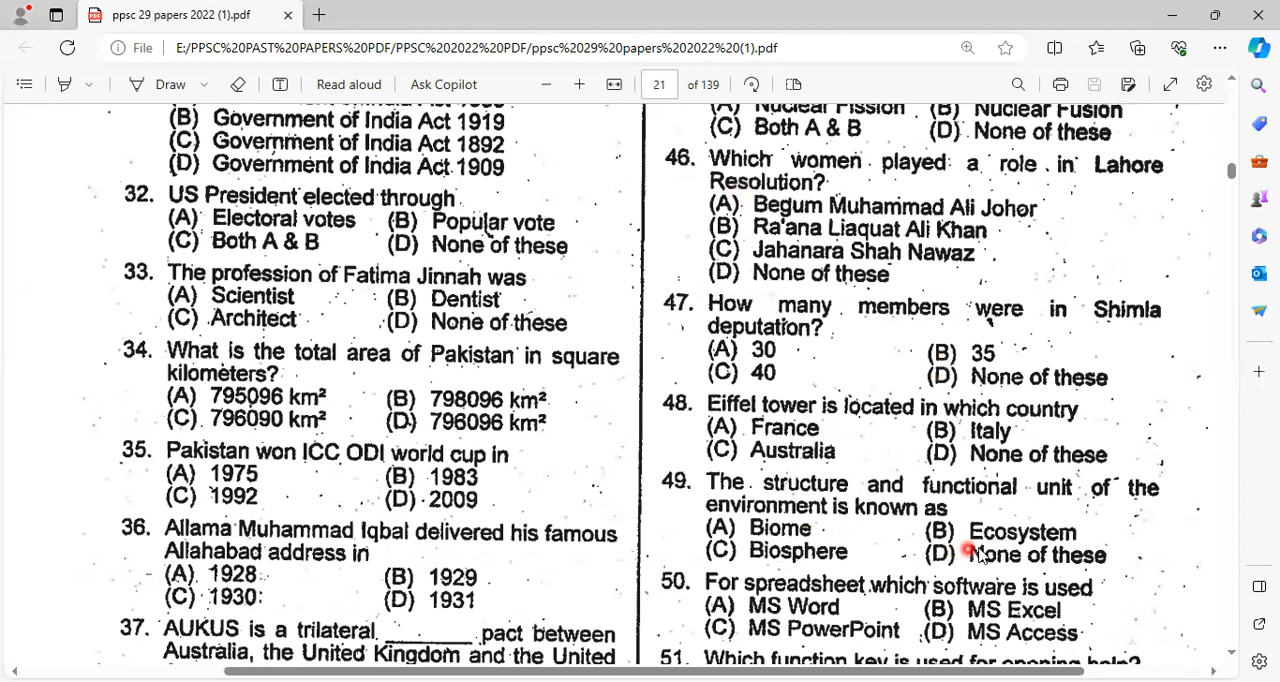 ppsc 29 papers 2022 (1).pdf
File
E:/PPSC%20PAST%20PAPERS%20PDF/PPSC%202022%20PDF/ppsc%2029%20papers%202022%20(1).pdf
Draw
Read aloud
Ask Copilot
21 of 139
(B) Government of India Act 1919
(C) Government of India Act 1892
(D) Government of India Act 1909
32. US President elected through
(A) Electoral votes (B) Popular vote
(C) Both A & B (D) None of these
33. The profession of Fatima Jinnah was
(A) Scientist (B) Dentist
(C) Architect (D) None of these
34. What is the total area of Pakistan in square
kilometers?
(A) 795096 km² (B) 798096 km²
(C) 796090 km² (D) 796096 km²
35. Pakistan won ICC ODI world cup in
(A) 1975 (B) 1983
(C) 1992 (D) 2009
36. Allama Muhammad Iqbal delivered his famous
Allahabad address in
(A) 1928 (B) 1929
(C) 1930 (D) 1931
37. AUKUS is a trilateral ________ pact between
Australia, the United Kingdom and the United
(A) Nuclear Fission (B) Nuclear Fusion
(C) Both A & B (D) None of these
46. Which women played a role in Lahore
Resolution?
(A) Begum Muhammad Ali Johor
(B) Ra'ana Liaquat Ali Khan
(C) Jahanara Shah Nawaz
(D) None of these
47. How many members were in Shimla
deputation?
(A) 30 (B) 35
(C) 40 (D) None of these
48. Eiffel tower is located in which country
(A) France (B) Italy
(C) Australia (D) None of these
49. The structure and functional unit of the
environment is known as
(A) Biome (B) Ecosystem
(C) Biosphere (D) None of these
50. For spreadsheet which software is used
(A) MS Word (B) MS Excel
(C) MS PowerPoint (D) MS Access
51. Which function key is used for opening help?